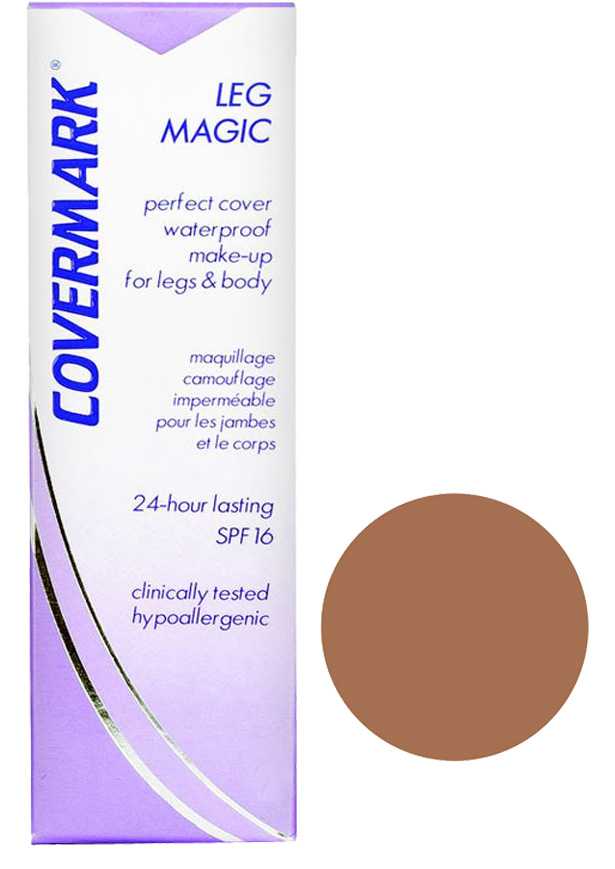 COVERMARK®
LEG
MAGIC
perfect cover
waterproof
make-up
for legs & body
maquillage
camouflage
imperméable
pour les jambes
et le corps
24-hour lasting
SPF 16
clinically tested
hypoallergenic